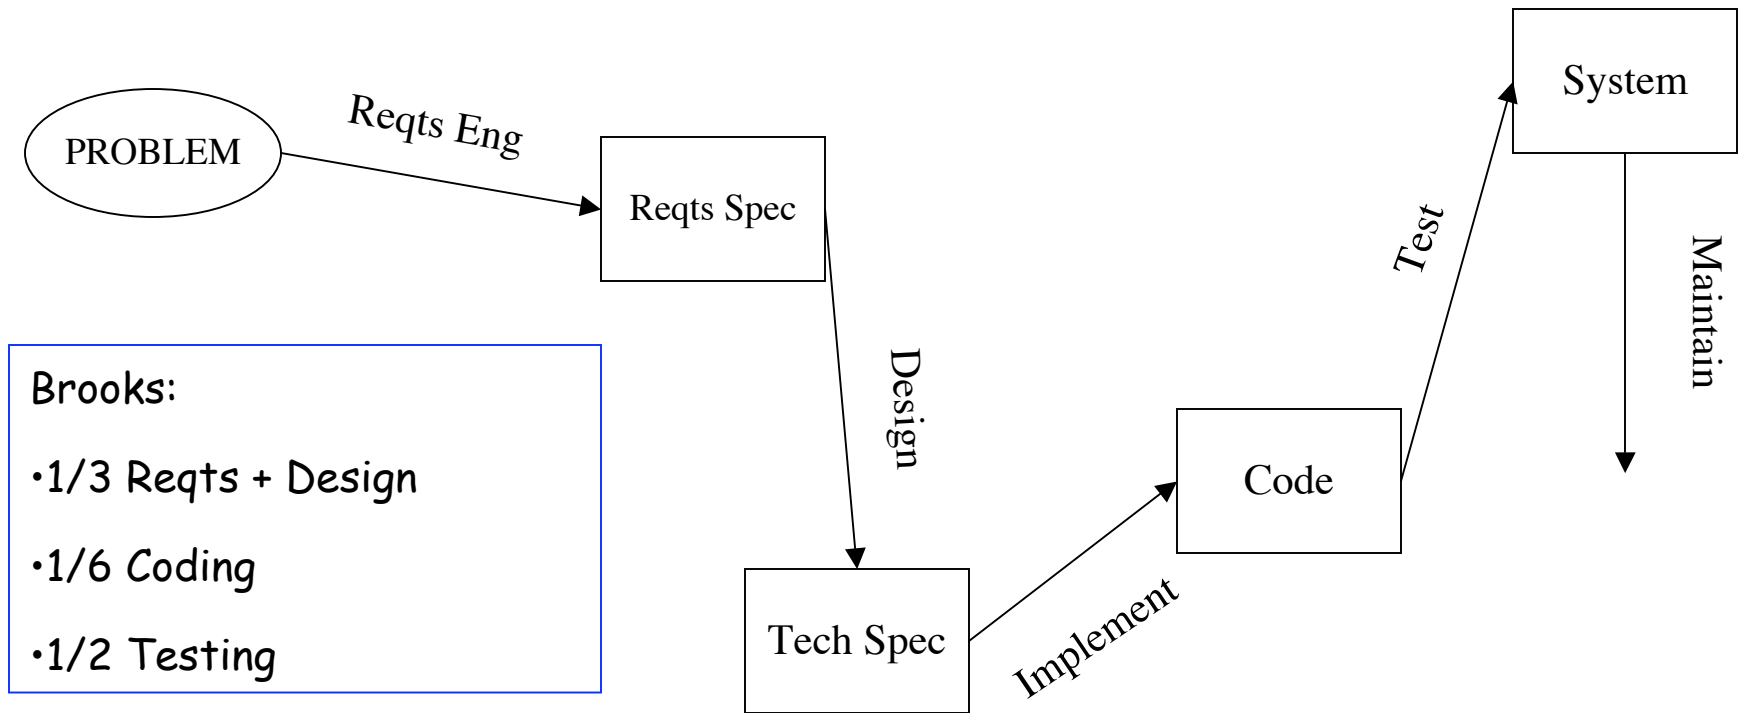 PROBLEM
Reqts Eng
Reqts Spec
Design
Tech Spec
Implement
Code
Test
System
Maintain
Brooks:
•1/3 Reqts + Design
•1/6 Coding
•1/2 Testing